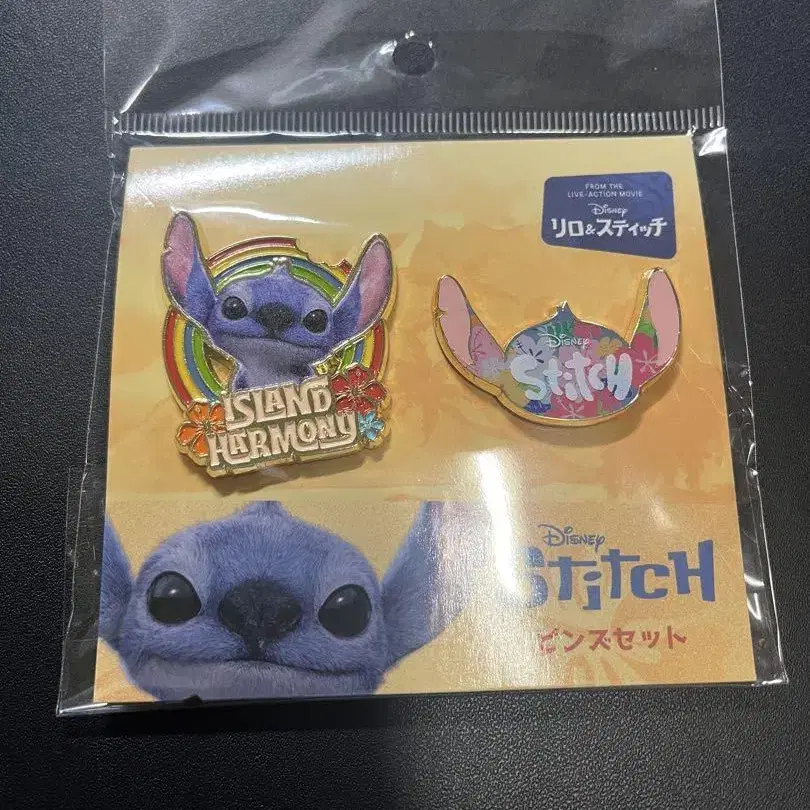 FROM THE
LIVE-ACTION MOVIE
Disney
リロ&スティッチ
ISLAND
HARMONY
Disney
Stitch
Disney
Stitch
ピンズセット